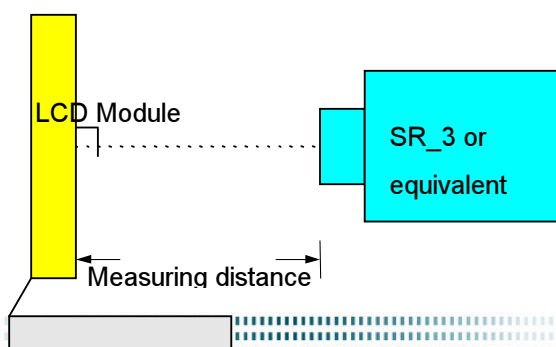 LCD Module
SR_3 or
equivalent
Measuring distance